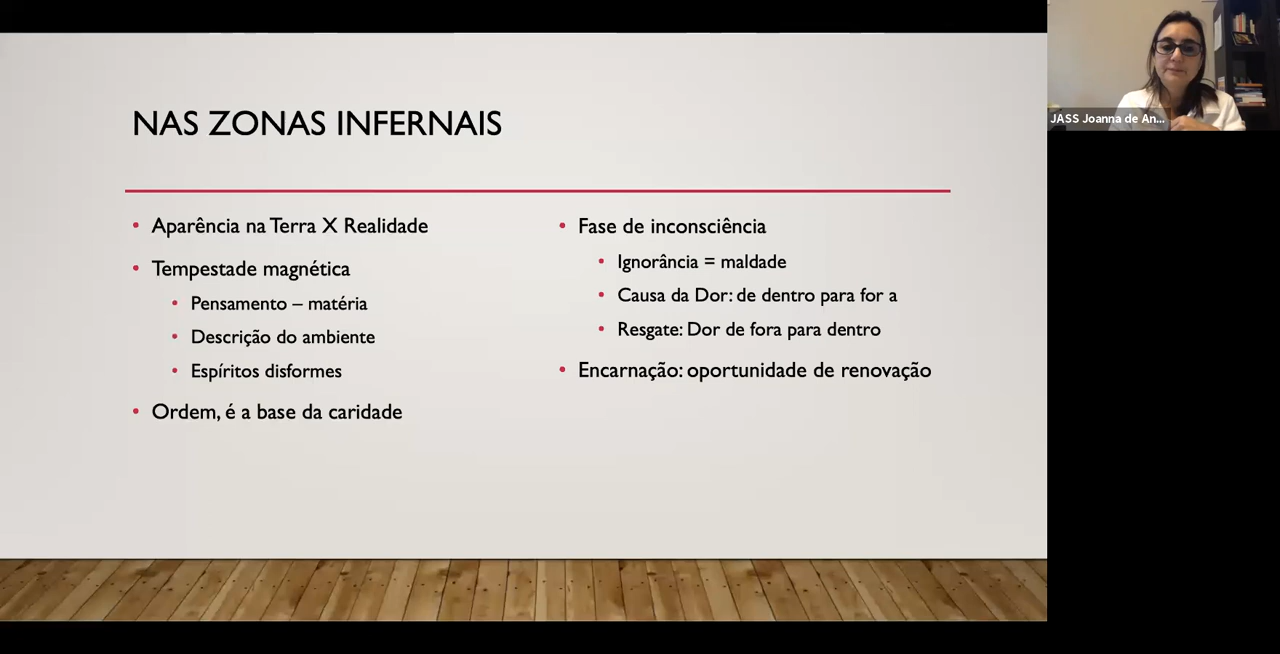 NAS ZONAS INFERNAIS
• Aparência na Terra X Realidade
• Tempestade magnética
• Pensamento – matéria
• Descrição do ambiente
• Espíritos disformes
• Ordem, é a base da caridade
• Fase de inconsciência
• Ignorância = maldade
• Causa da Dor: de dentro para for a
• Resgate: Dor de fora para dentro
• Encarnação: oportunidade de renovação
JASS Joanna de An...